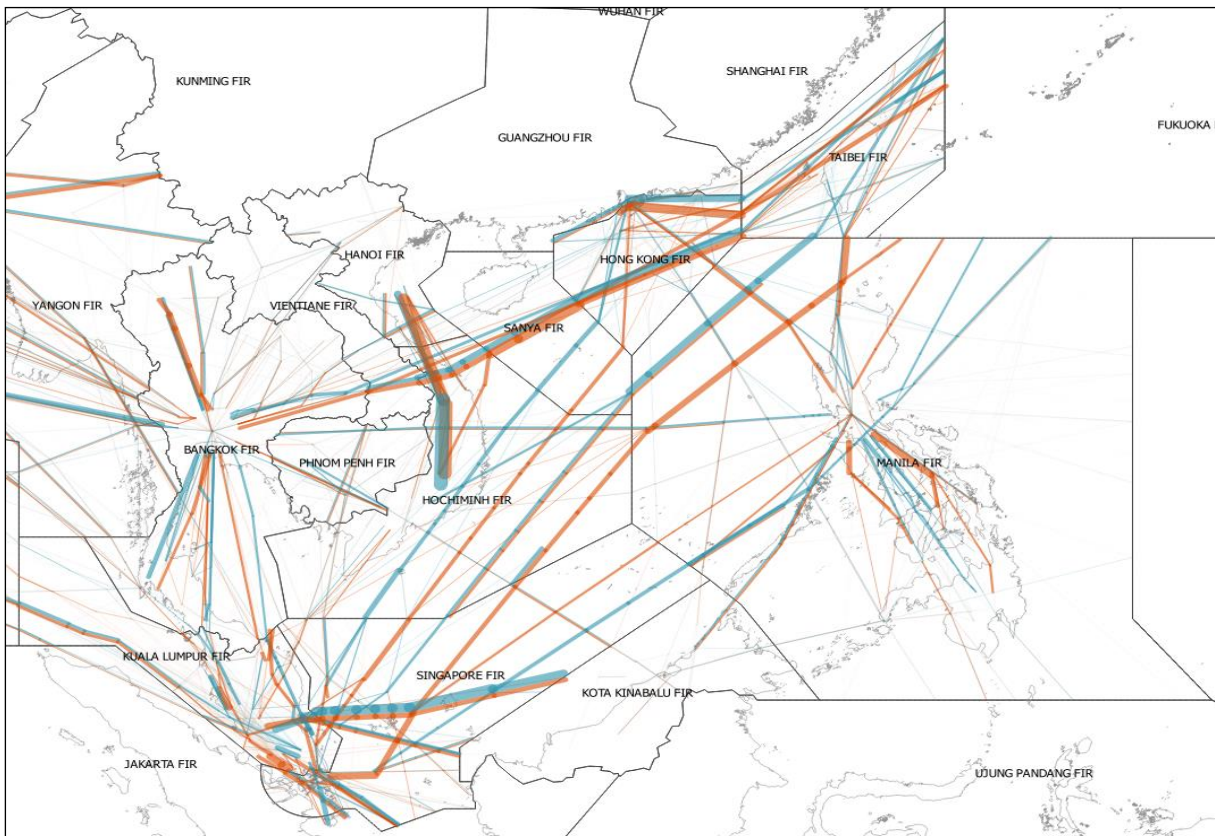 WUHAN FIR
KUNMING FIR
SHANGHAI FIR
GUANGZHOU FIR
FUKUOKA
TAIBEI FIR
HANOI FIR
HONG KONG FIR
YANGON FIR
VIENTIANE FIR
SANYA FIR
BANGKOK FIR
PHNOM PENH FIR
MANILA FIR
HOCHIMINH FIR
KUALA LUMPUR FIR
SINGAPORE FIR
KOTA KINABALU FIR
JAKARTA FIR
UJUNG PANDANG FIR